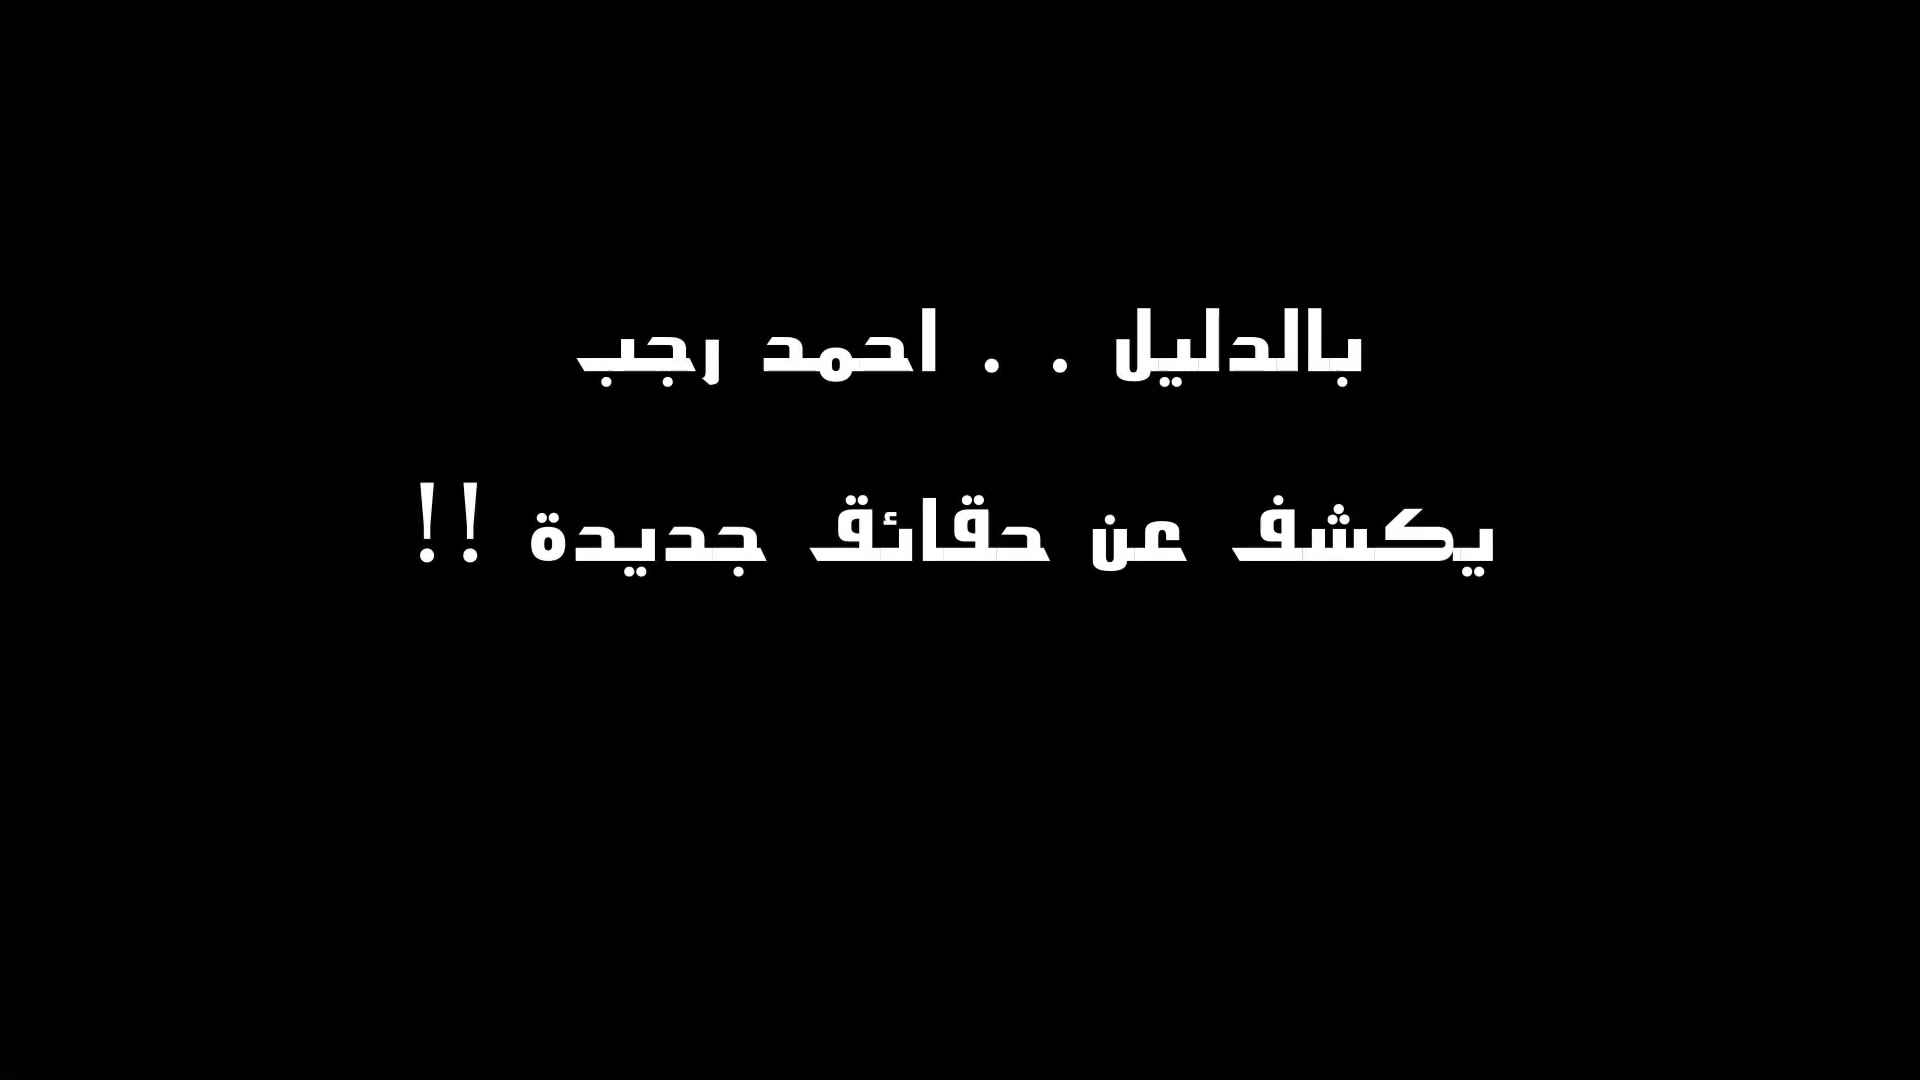 بالدليل . . احمد رجب
يكشف عن حقائق جديدة !!